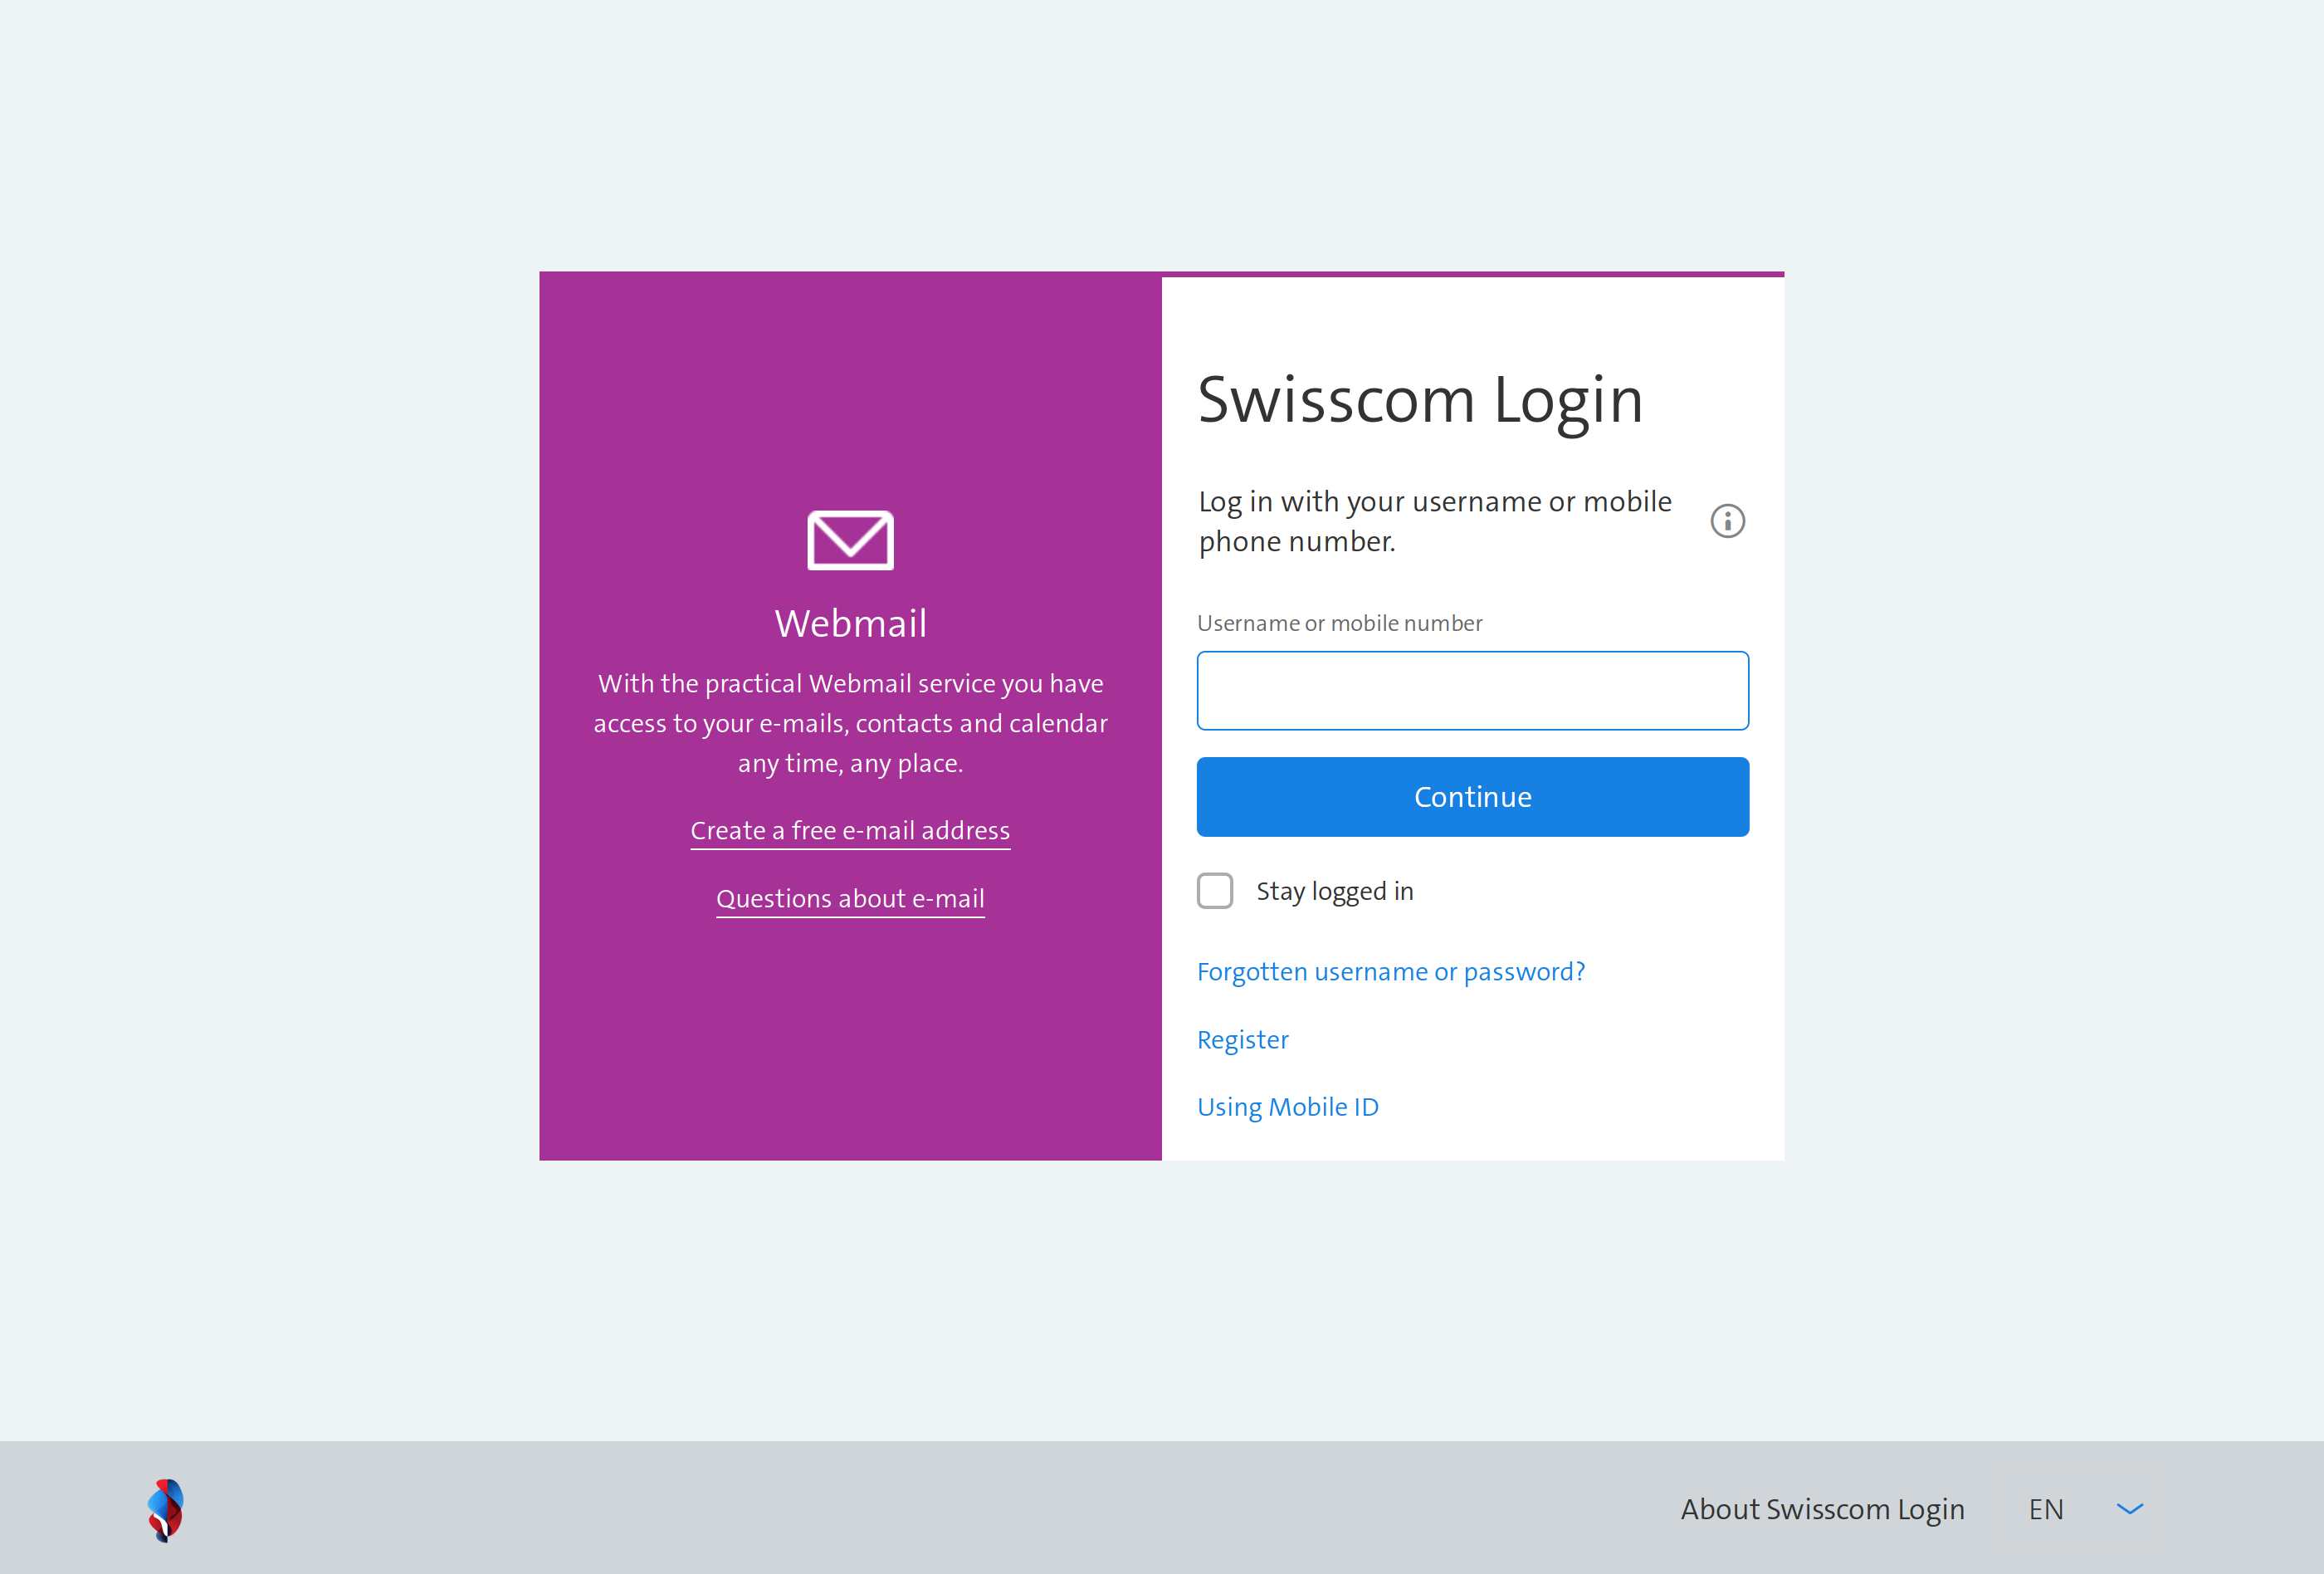 Webmail
With the practical Webmail service you have
access to your e-mails, contacts and calendar
any time, any place.
Create a free e-mail address
Questions about e-mail
Swisscom Login
Log in with your username or mobile
phone number.
Username or mobile number
Continue
Stay logged in
Forgotten username or password?
Register
Using Mobile ID
About Swisscom Login
EN